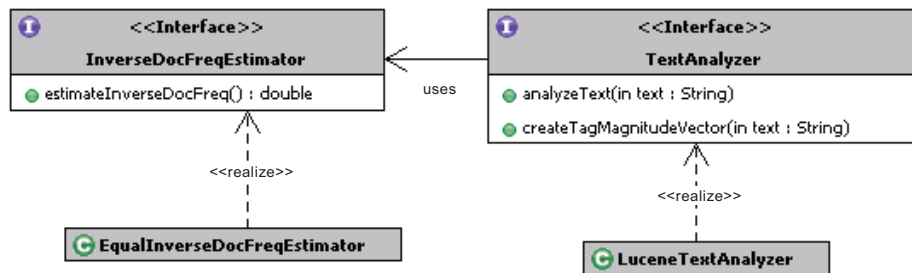 I
<<Interface>>
InverseDocFreqEstimator
estimateInverseDocFreq() : double
uses
I
<<Interface>>
TextAnalyzer
analyzeText(in text : String)
createTagMagnitudeVector(in text : String)
<<realize>>
<<realize>>
C EqualInverseDocFreqEstimator
C LuceneTextAnalyzer